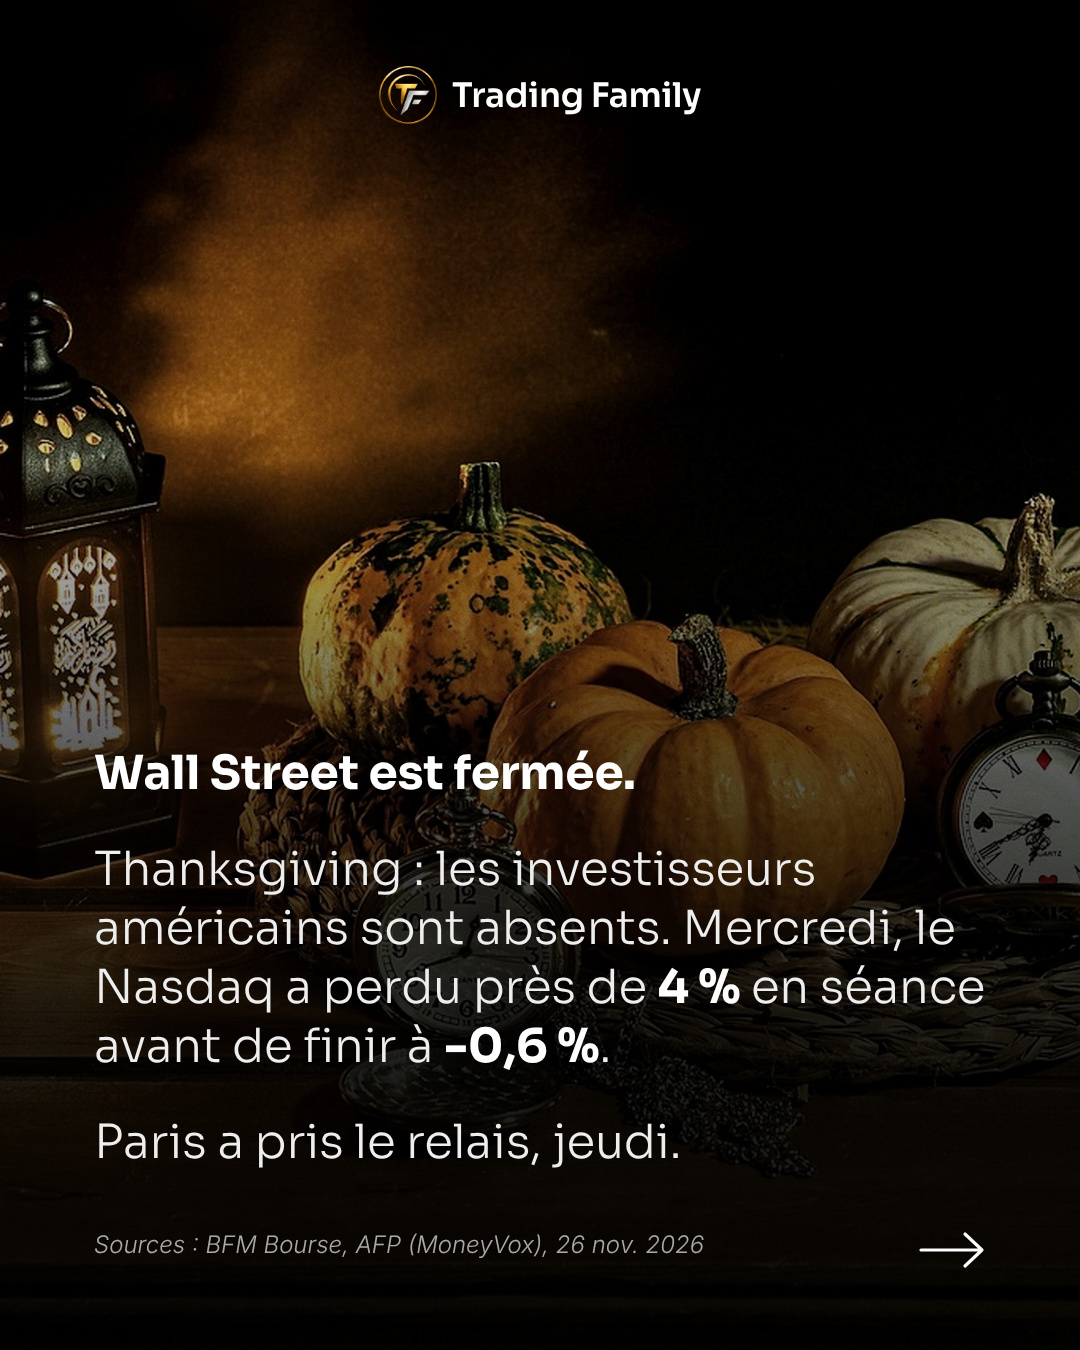 Trading Family
Wall Street est fermée.
Thanksgiving : les investisseurs
américains sont absents. Mercredi, le
Nasdaq a perdu près de 4 % en séance
avant de finir à -0,6 %.
Paris a pris le relais, jeudi.
Sources : BFM Bourse, AFP (MoneyVox), 26 nov. 2026